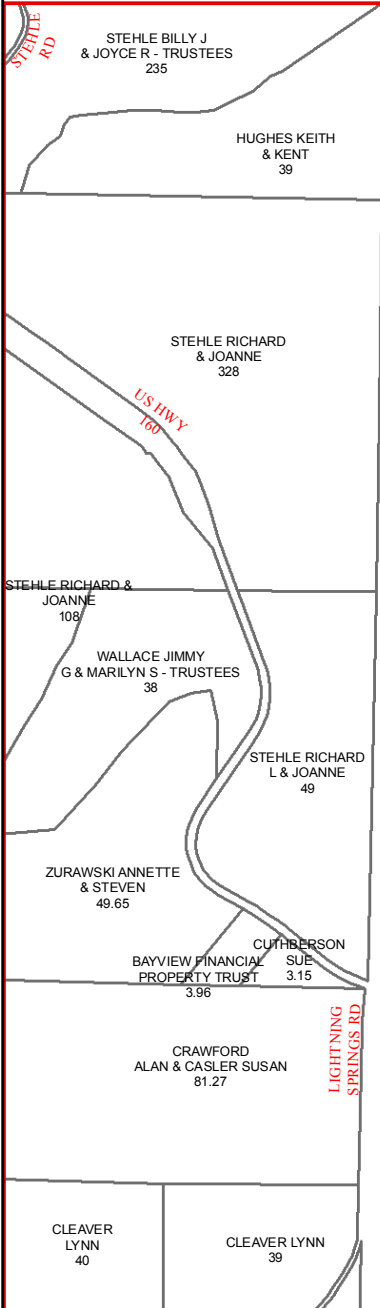 STEHLE
RD
STEHLE BILLY J
& JOYCE R - TRUSTEES
235
HUGHES KEITH
& KENT
39
STEHLE RICHARD
& JOANNE
328
US HWY
160
STEHLE RICHARD &
JOANNE
108
WALLACE JIMMY
G & MARILYN S - TRUSTEES
38
STEHLE RICHARD
L & JOANNE
49
ZURAWSKI ANNETTE
& STEVEN
49.65
CUTHBERSON
SUE
3.15
BAYVIEW FINANCIAL
PROPERTY TRUST
3.96
LIGHTNING
SPRINGS RD
CRAWFORD
ALAN & CASLER SUSAN
81.27
CLEAVER
LYNN
40
CLEAVER LYNN
39